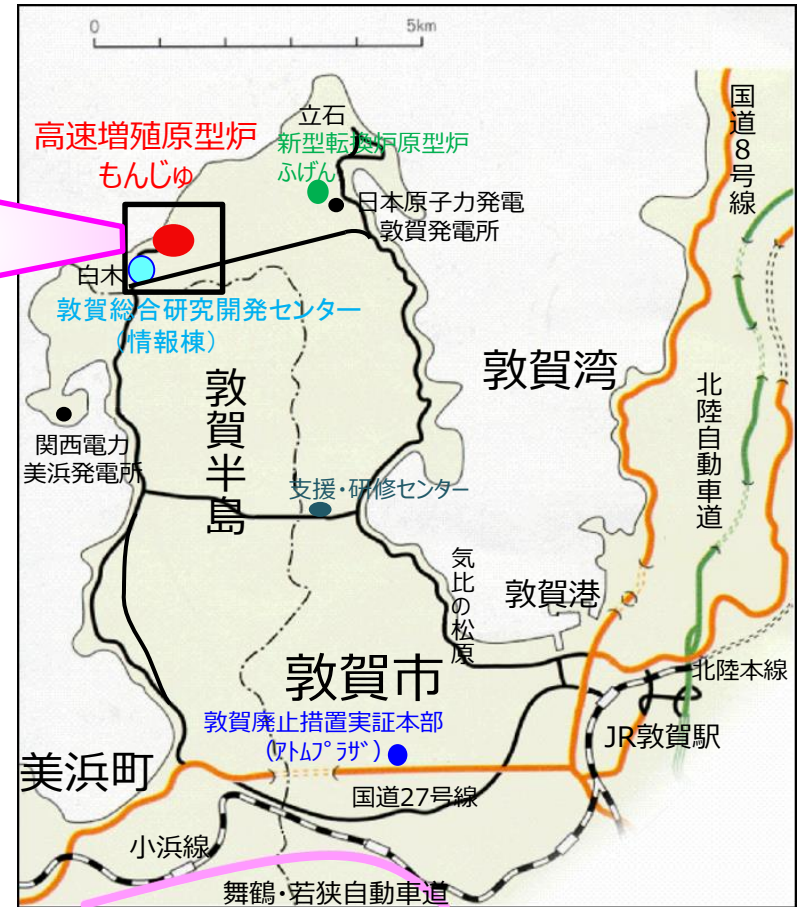 0
5km
高速増殖原型炉
もんじゅ
立石
新型転換炉原型炉
ふげん
日本原子力発電
敦賀発電所
国道8号線
白木
敦賀総合研究開発センター
(情報棟)
敦賀湾
敦賀半島
北陸自動車道
関西電力
美浜発電所
支援・研修センター
気比の松原
敦賀港
敦賀市
北陸本線
敦賀廃止措置実証本部
(アトムプラザ)
JR敦賀駅
美浜町
国道27号線
小浜線
舞鶴・若狭自動車道